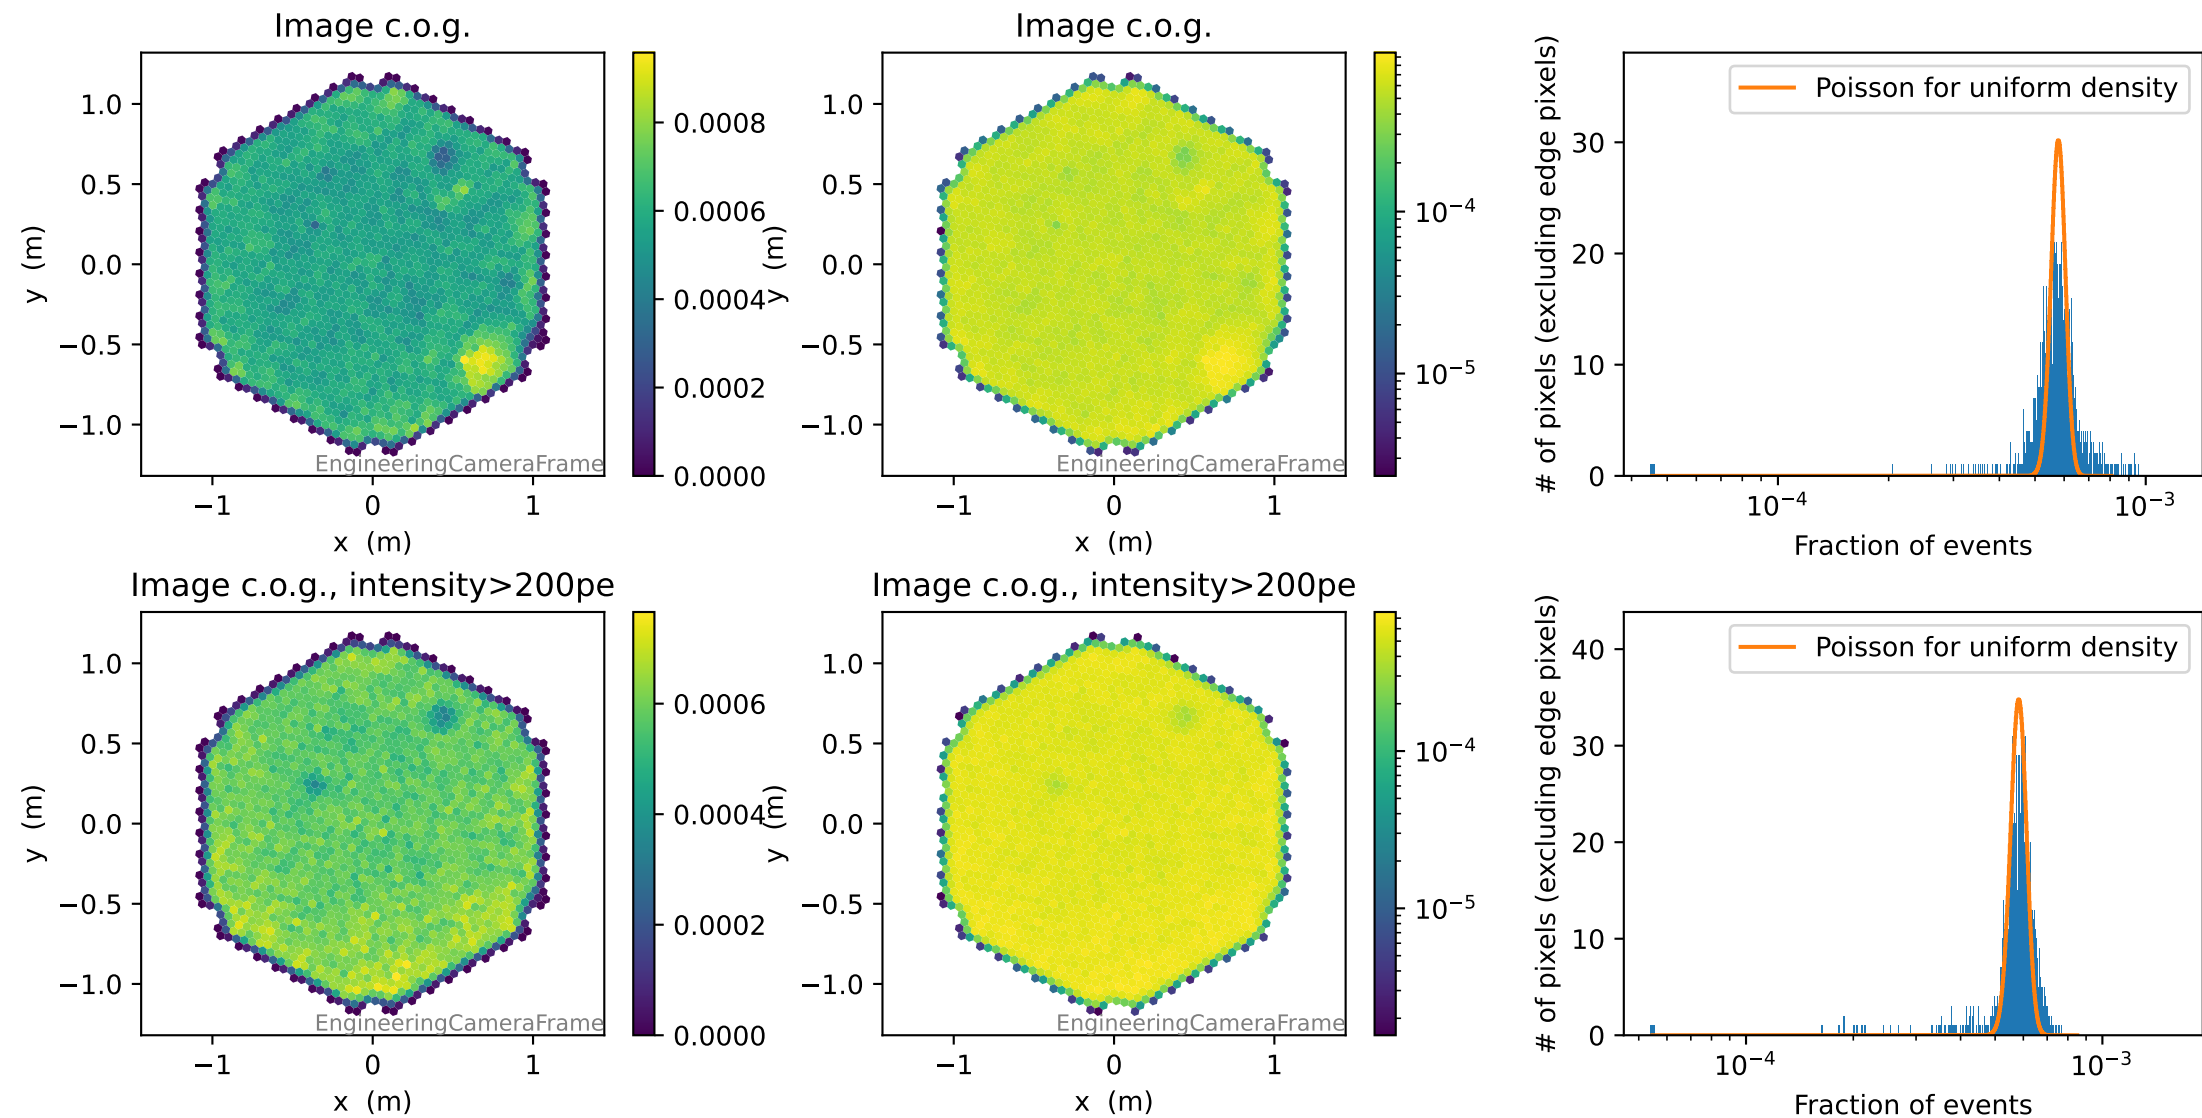 Image c.o.g.
y (m)
1.0
0.5
0.0
−0.5
−1.0
−1
0
1
x (m)
EngineeringCameraFrame
0.0008
0.0006
0.0004
0.0002
0.0000
Image c.o.g.
y (m)
1.0
0.5
0.0
−0.5
−1.0
−1
0
1
x (m)
EngineeringCameraFrame
10⁻⁴
10⁻⁵
# of pixels (excluding edge pixels)
30
20
10
0
Poisson for uniform density
10⁻⁴
10⁻³
Fraction of events
Image c.o.g., intensity>200pe
y (m)
1.0
0.5
0.0
−0.5
−1.0
−1
0
1
x (m)
EngineeringCameraFrame
0.0006
0.0004
0.0002
0.0000
Image c.o.g., intensity>200pe
y (m)
1.0
0.5
0.0
−0.5
−1.0
−1
0
1
x (m)
EngineeringCameraFrame
10⁻⁴
10⁻⁵
# of pixels (excluding edge pixels)
40
30
20
10
0
Poisson for uniform density
10⁻⁴
10⁻³
Fraction of events